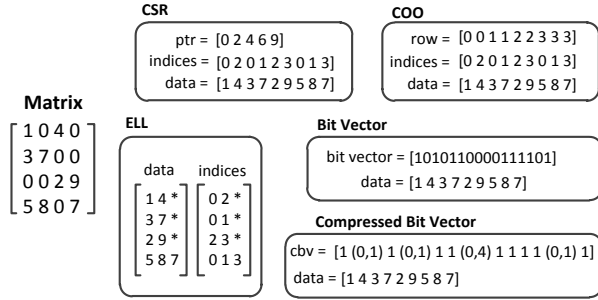 CSR
ptr = [0 2 4 6 9]
indices = [0 2 0 1 2 3 0 1 3]
data = [1 4 3 7 2 9 5 8 7]
COO
row = [0 0 1 1 2 2 3 3 3]
indices = [0 2 0 1 2 3 0 1 3]
data = [1 4 3 7 2 9 5 8 7]
Matrix
1 0 4 0
3 7 0 0
0 0 2 9
5 8 0 7
ELL
data indices
1 4 * 0 2 *
3 7 * 0 1 *
2 9 * 2 3 *
5 8 7 0 1 3
Bit Vector
bit vector = [1010110000111101]
data = [1 4 3 7 2 9 5 8 7]
Compressed Bit Vector
cbv = [1 (0,1) 1 (0,1) 1 1 (0,4) 1 1 1 1 (0,1) 1]
data = [1 4 3 7 2 9 5 8 7]